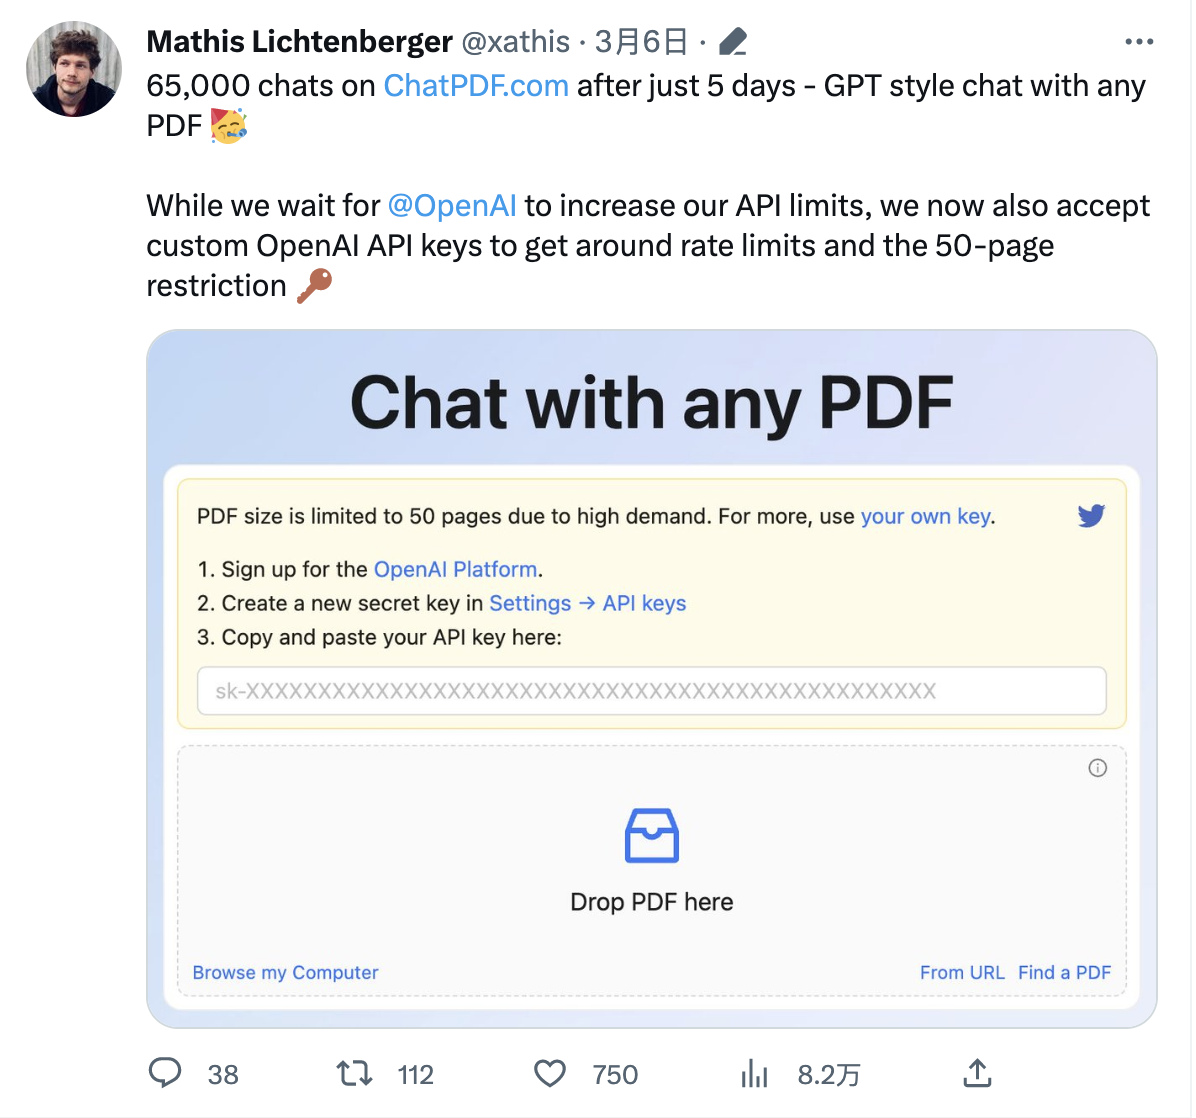 Mathis Lichtenberger @xathis · 3月6日 ·
65,000 chats on ChatPDF.com after just 5 days - GPT style chat with any
PDF 🥳
While we wait for @OpenAI to increase our API limits, we now also accept
custom OpenAI API keys to get around rate limits and the 50-page
restriction 🔑
Chat with any PDF
PDF size is limited to 50 pages due to high demand. For more, use your own key.
1. Sign up for the OpenAI Platform.
2. Create a new secret key in Settings → API keys
3. Copy and paste your API key here:
sk-XXXXXXXXXXXXXXXXXXXXXXXXXXXXXXXXXXXXXXXXXXXXXXXX
Drop PDF here
Browse my Computer From URL Find a PDF
38 112 750 8.2万